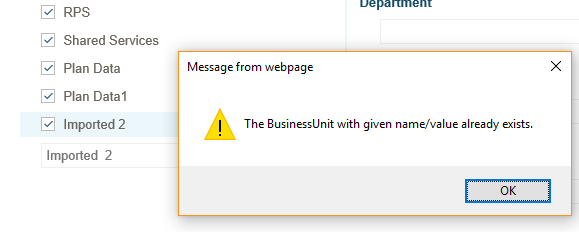 Department
RPS
Shared Services
Plan Data
Plan Data1
Imported 2
Imported  2
Message from webpage
The BusinessUnit with given name/value already exists.
OK